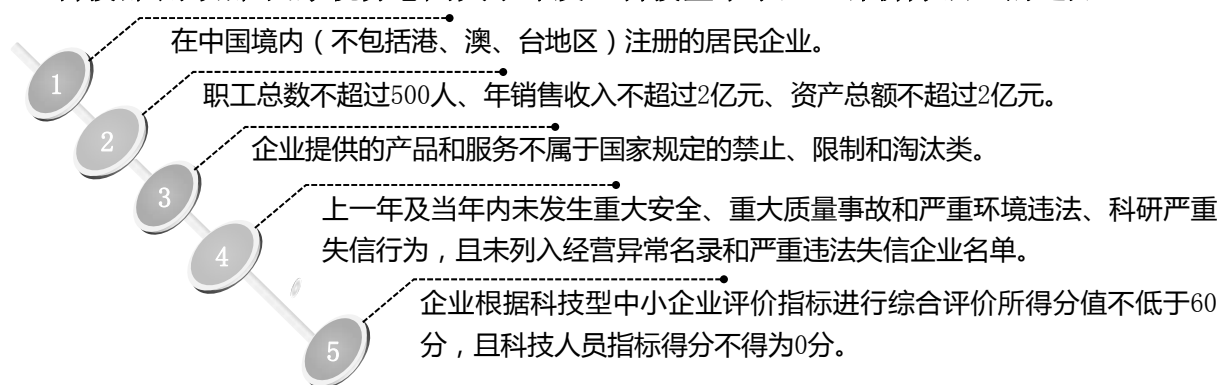 1
在中国境内（不包括港、澳、台地区）注册的居民企业。
2
职工总数不超过500人、年销售收入不超过2亿元、资产总额不超过2亿元。
3
企业提供的产品和服务不属于国家规定的禁止、限制和淘汰类。
4
上一年及当年内未发生重大安全、重大质量事故和严重环境违法、科研严重
失信行为，且未列入经营异常名录和严重违法失信企业名单。
5
企业根据科技型中小企业评价指标进行综合评价所得分值不低于60
分，且科技人员指标得分不得为0分。